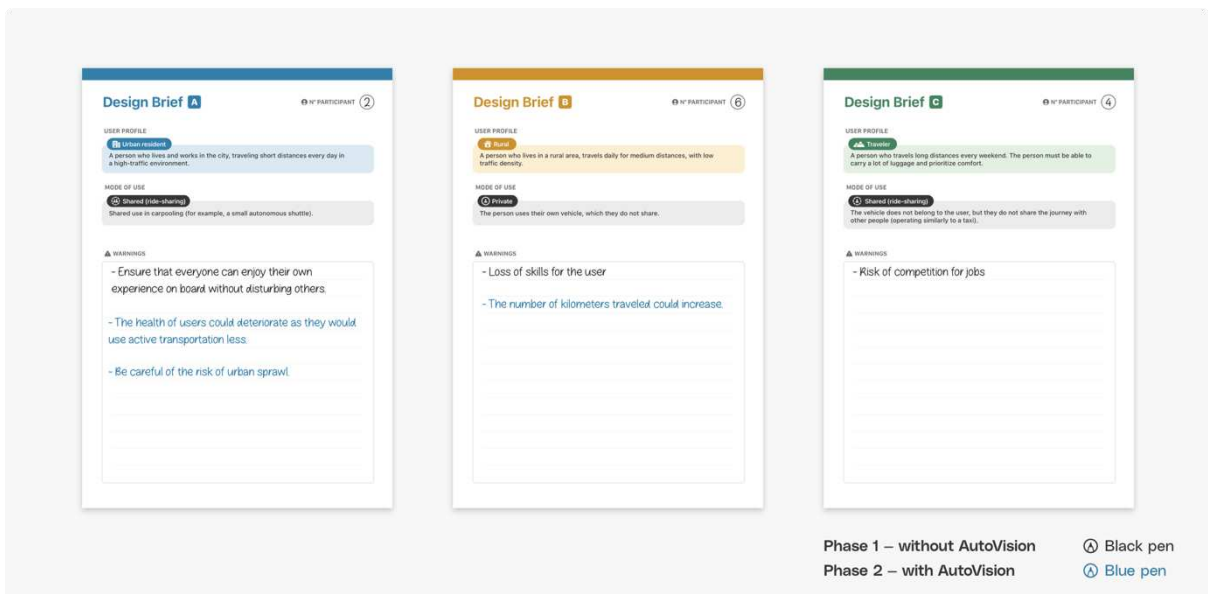 Design Brief A
N° PARTICIPANT 2
USER PROFILE
Urban resident
A person who lives and works in the city, traveling short distances every day in
a high-traffic environment.
MODE OF USE
Shared (ride-sharing)
Shared use in carpooling (for example, a small autonomous shuttle).
WARNINGS
- Ensure that everyone can enjoy their own
experience on board without disturbing others.
- The health of users could deteriorate as they would
use active transportation less.
- Be careful of the risk of urban sprawl.
Design Brief B
N° PARTICIPANT 6
USER PROFILE
Rural
A person who lives in a rural area, travels daily for medium distances, with low
traffic density.
MODE OF USE
Private
The person uses their own vehicle, which they do not share.
WARNINGS
- Loss of skills for the user
- The number of kilometers traveled could increase.
Design Brief C
N° PARTICIPANT 4
USER PROFILE
Traveler
A person who travels long distances every weekend. The person must be able to
carry a lot of luggage and prioritize comfort.
MODE OF USE
Shared (ride-sharing)
The vehicle does not belong to the user, but they do not share the journey with
other people (operating similarly to a taxi).
WARNINGS
- Risk of competition for jobs
Phase 1 – without AutoVision
Black pen
Phase 2 – with AutoVision
Blue pen